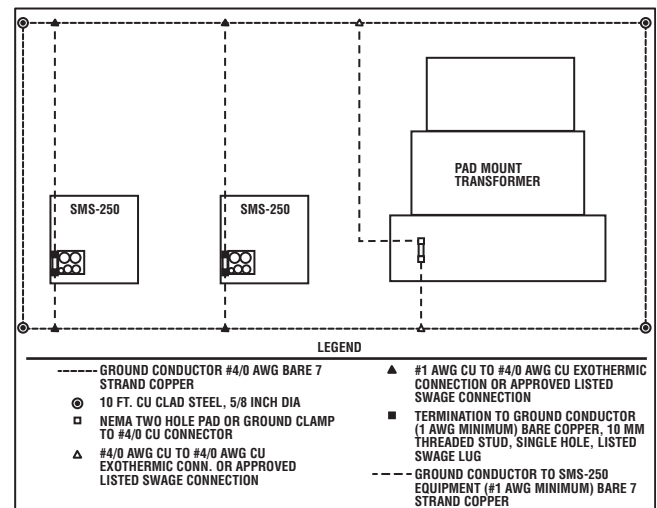 PAD MOUNT
TRANSFORMER
SMS-250
SMS-250
LEGEND
GROUND CONDUCTOR #4/0 AWG BARE 7
STRAND COPPER
10 FT. CU CLAD STEEL, 5/8 INCH DIA
NEMA TWO HOLE PAD OR GROUND CLAMP
TO #4/0 CU CONNECTOR
#4/0 AWG CU TO #4/0 AWG CU
EXOTHERMIC CONN. OR APPROVED
LISTED SWAGE CONNECTION
#1 AWG CU TO #4/0 AWG CU EXOTHERMIC
CONNECTION OR APPROVED LISTED
SWAGE CONNECTION
TERMINATION TO GROUND CONDUCTOR
(1 AWG MINIMUM) BARE COPPER, 10 MM
THREADED STUD, SINGLE HOLE, LISTED
SWAGE LUG
GROUND CONDUCTOR TO SMS-250
EQUIPMENT (#1 AWG MINIMUM) BARE 7
STRAND COPPER